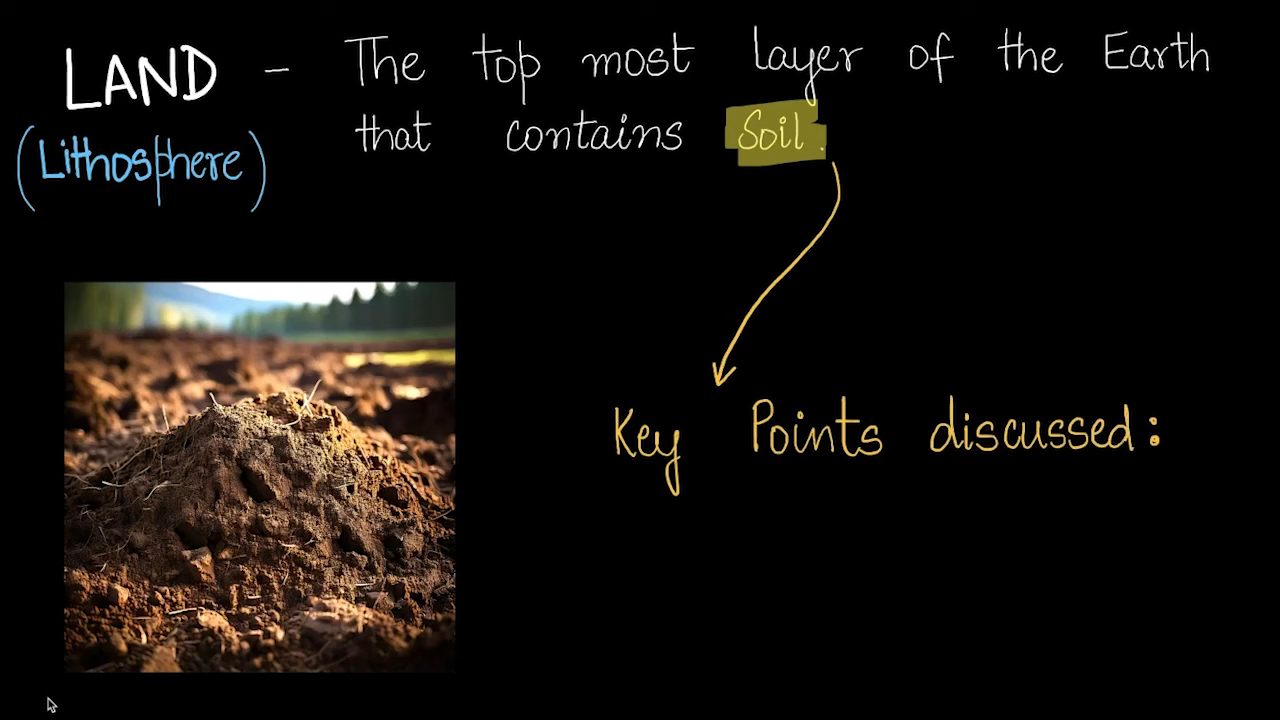 LAND - The top most layer of the Earth
that contains Soil.
(Lithosphere)
Key Points discussed: